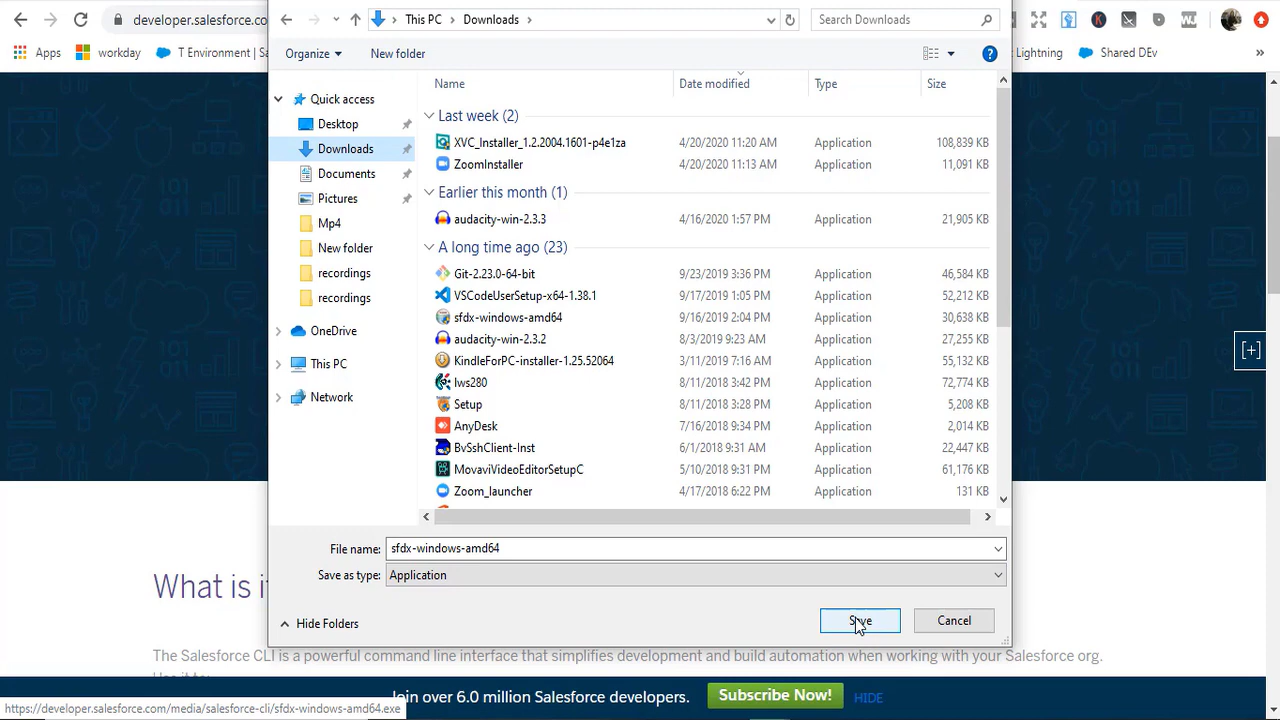 developer.salesforce.co
This PC
Downloads
Search Downloads
Apps
workday
T Environment | Sa
Lightning
Shared DEv
»
Organize
New folder
Name
Date modified
Type
Size
Quick access
Desktop
Downloads
Documents
Pictures
Mp4
New folder
recordings
recordings
OneDrive
This PC
Network
Last week (2)
XVC_Installer_1.2.2004.1601-p4e1za 4/20/2020 11:20 AM Application 108,839 KB
ZoomInstaller 4/20/2020 11:13 AM Application 11,091 KB
Earlier this month (1)
audacity-win-2.3.3 4/16/2020 1:57 PM Application 21,905 KB
A long time ago (23)
Git-2.23.0-64-bit 9/23/2019 3:36 PM Application 46,584 KB
VSCodeUserSetup-x64-1.38.1 9/17/2019 1:05 PM Application 52,212 KB
sfdx-windows-amd64 9/16/2019 2:04 PM Application 30,638 KB
audacity-win-2.3.2 8/3/2019 9:23 AM Application 27,255 KB
KindleForPC-installer-1.25.52064 3/11/2019 7:16 AM Application 55,132 KB
lws280 8/11/2018 3:42 PM Application 72,774 KB
Setup 8/11/2018 3:28 PM Application 5,208 KB
AnyDesk 7/16/2018 9:34 PM Application 2,014 KB
BvSshClient-Inst 6/1/2018 9:31 AM Application 22,447 KB
MovaviVideoEditorSetupC 5/10/2018 9:31 PM Application 61,176 KB
Zoom_launcher 4/17/2018 6:22 PM Application 131 KB
[+]
File name: sfdx-windows-amd64
Save as type: Application
Hide Folders
Save
Cancel
What is i
The Salesforce CLI is a powerful command line interface that simplifies development and build automation when working with your Salesforce org.
Use it to:
Join over 6.0 million Salesforce developers.
Subscribe Now!
HIDE
https://developer.salesforce.com/media/salesforce-cli/sfdx-windows-amd64.exe